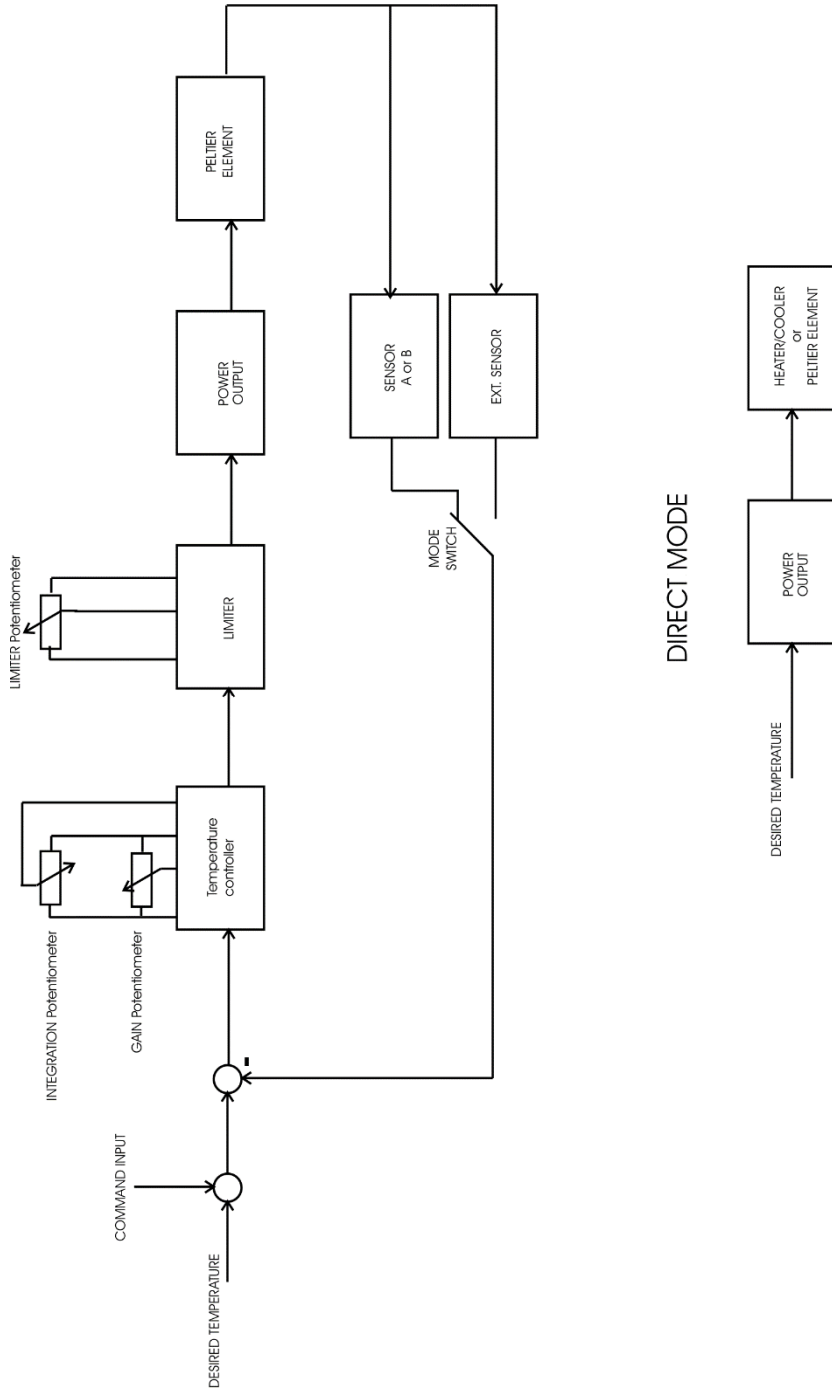 DESIRED TEMPERATURE
COMMAND INPUT
INTEGRATION Potentiometer
GAIN Potentiometer
Temperature
controller
LIMITER Potentiometer
LIMITER
POWER
OUTPUT
PELTIER
ELEMENT
-
MODE
SWITCH
SENSOR
A or B
EXT. SENSOR
DIRECT MODE
DESIRED TEMPERATURE
POWER
OUTPUT
HEATER/COOLER
or
PELTIER ELEMENT